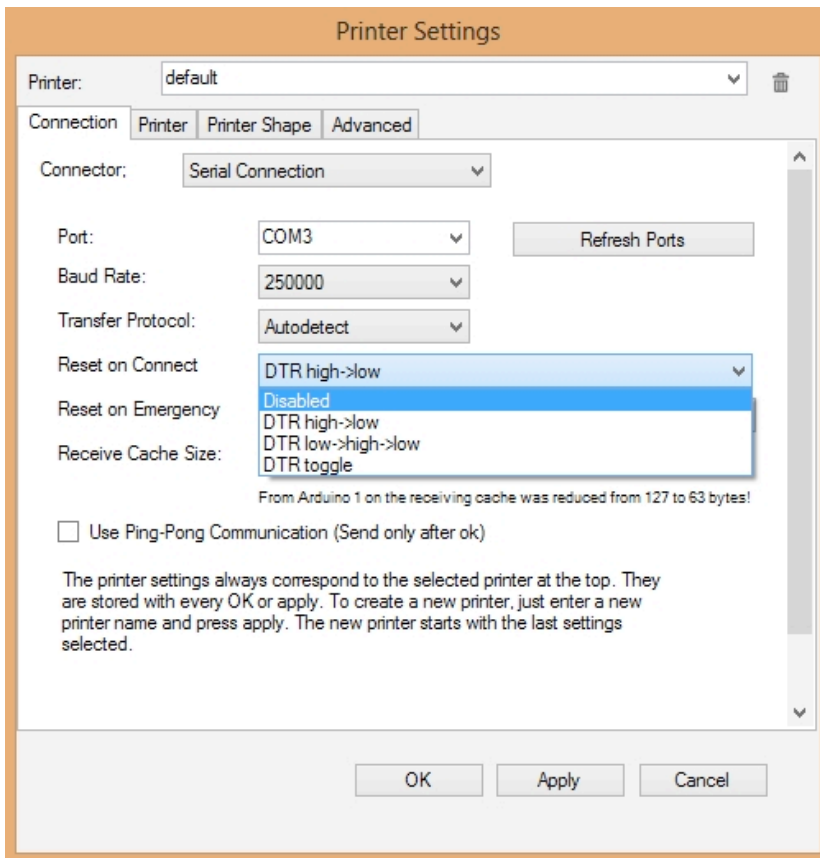 Printer Settings
Printer: default
Connection Printer Printer Shape Advanced
Connector; Serial Connection
Port: COM3 Refresh Ports
Baud Rate: 250000
Transfer Protocol: Autodetect
Reset on Connect DTR high->low
Disabled
Reset on Emergency DTR high->low
DTR low->high->low
Receive Cache Size: DTR toggle
From Arduino 1 on the receiving cache was reduced from 127 to 63 bytes!
Use Ping-Pong Communication (Send only after ok)
The printer settings always correspond to the selected printer at the top. They
are stored with every OK or apply. To create a new printer, just enter a new
printer name and press apply. The new printer starts with the last settings
selected.
OK Apply Cancel